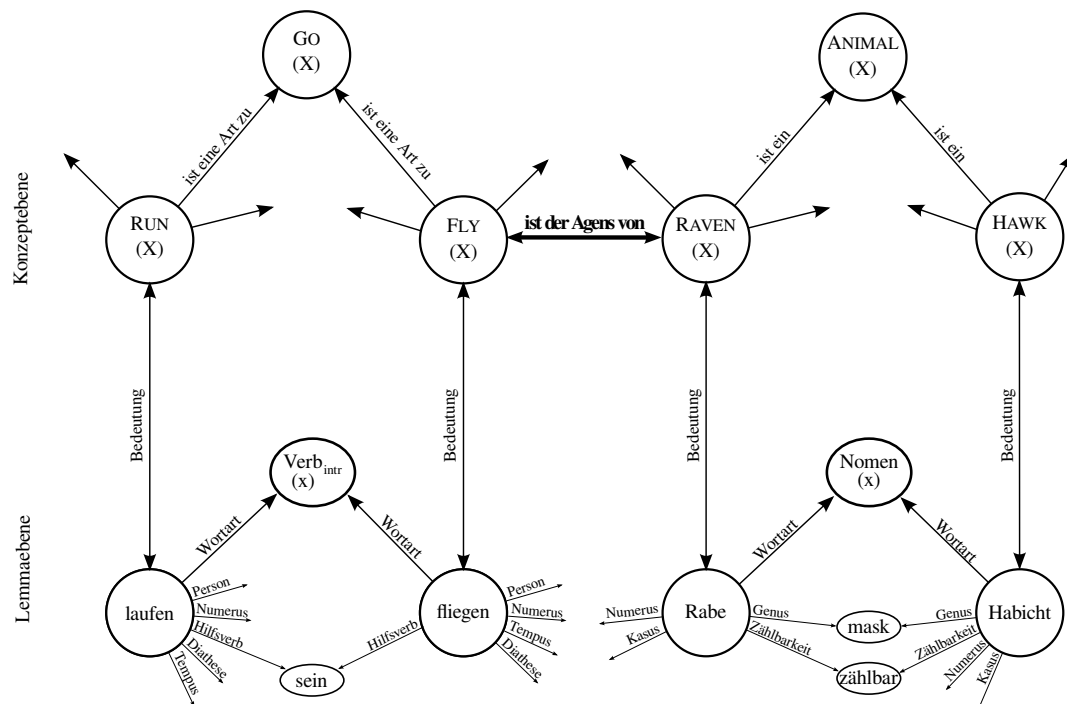 GO
(X)
ANIMAL
(X)
ist eine Art zu
ist eine Art zu
ist ein
ist ein
Konzeptebene
RUN
(X)
FLY
(X)
ist der Agens von
RAVEN
(X)
HAWK
(X)
Bedeutung
Bedeutung
Bedeutung
Bedeutung
Lemmaebene
Verb intr
(x)
Nomen
(x)
Wortart
Wortart
Wortart
Wortart
laufen
Person
Numerus
Hilfsverb
Diathese
Tempus
sein
Hilfsverb
fliegen
Person
Numerus
Tempus
Diathese
Numerus
Kasus
Rabe
Genus
Zählbarkeit
mask
zählbar
Genus
Zählbarkeit
Numerus
Kasus
Habicht